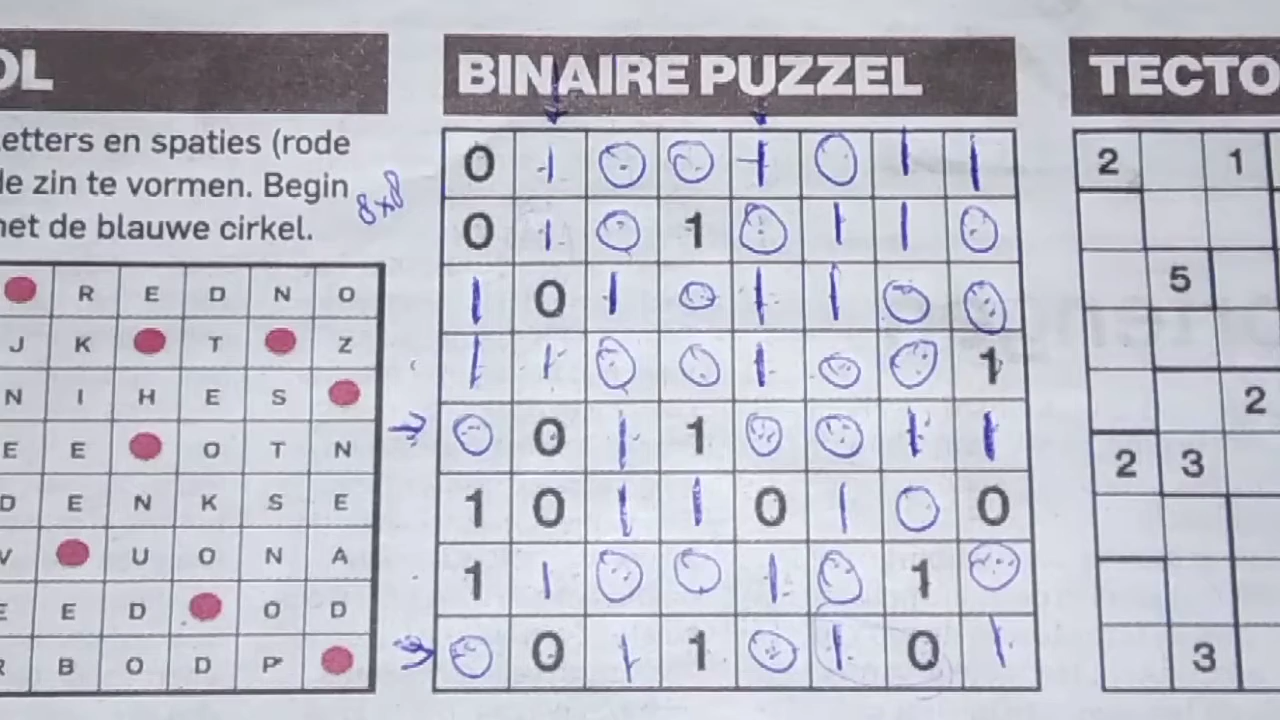 OL
etters en spaties (rode
le zin te vormen. Begin
net de blauwe cirkel.
R E D N O
J K T Z
N I H E S
E E O T N
D E N K S E
V U O N A
E E D O D
R B O D P
8x8
BINAIRE PUZZEL
0 1 0 0 1 0 1 1
0 1 0 1 0 1 1 0
1 0 1 0 1 1 0 0
1 1 0 0 1 0 0 1
0 0 1 1 0 0 1 1
1 0 1 1 0 1 0 0
1 1 0 0 1 0 1 0
0 0 1 1 0 1 0 1
TECTO
2 1
5
2
2 3
3